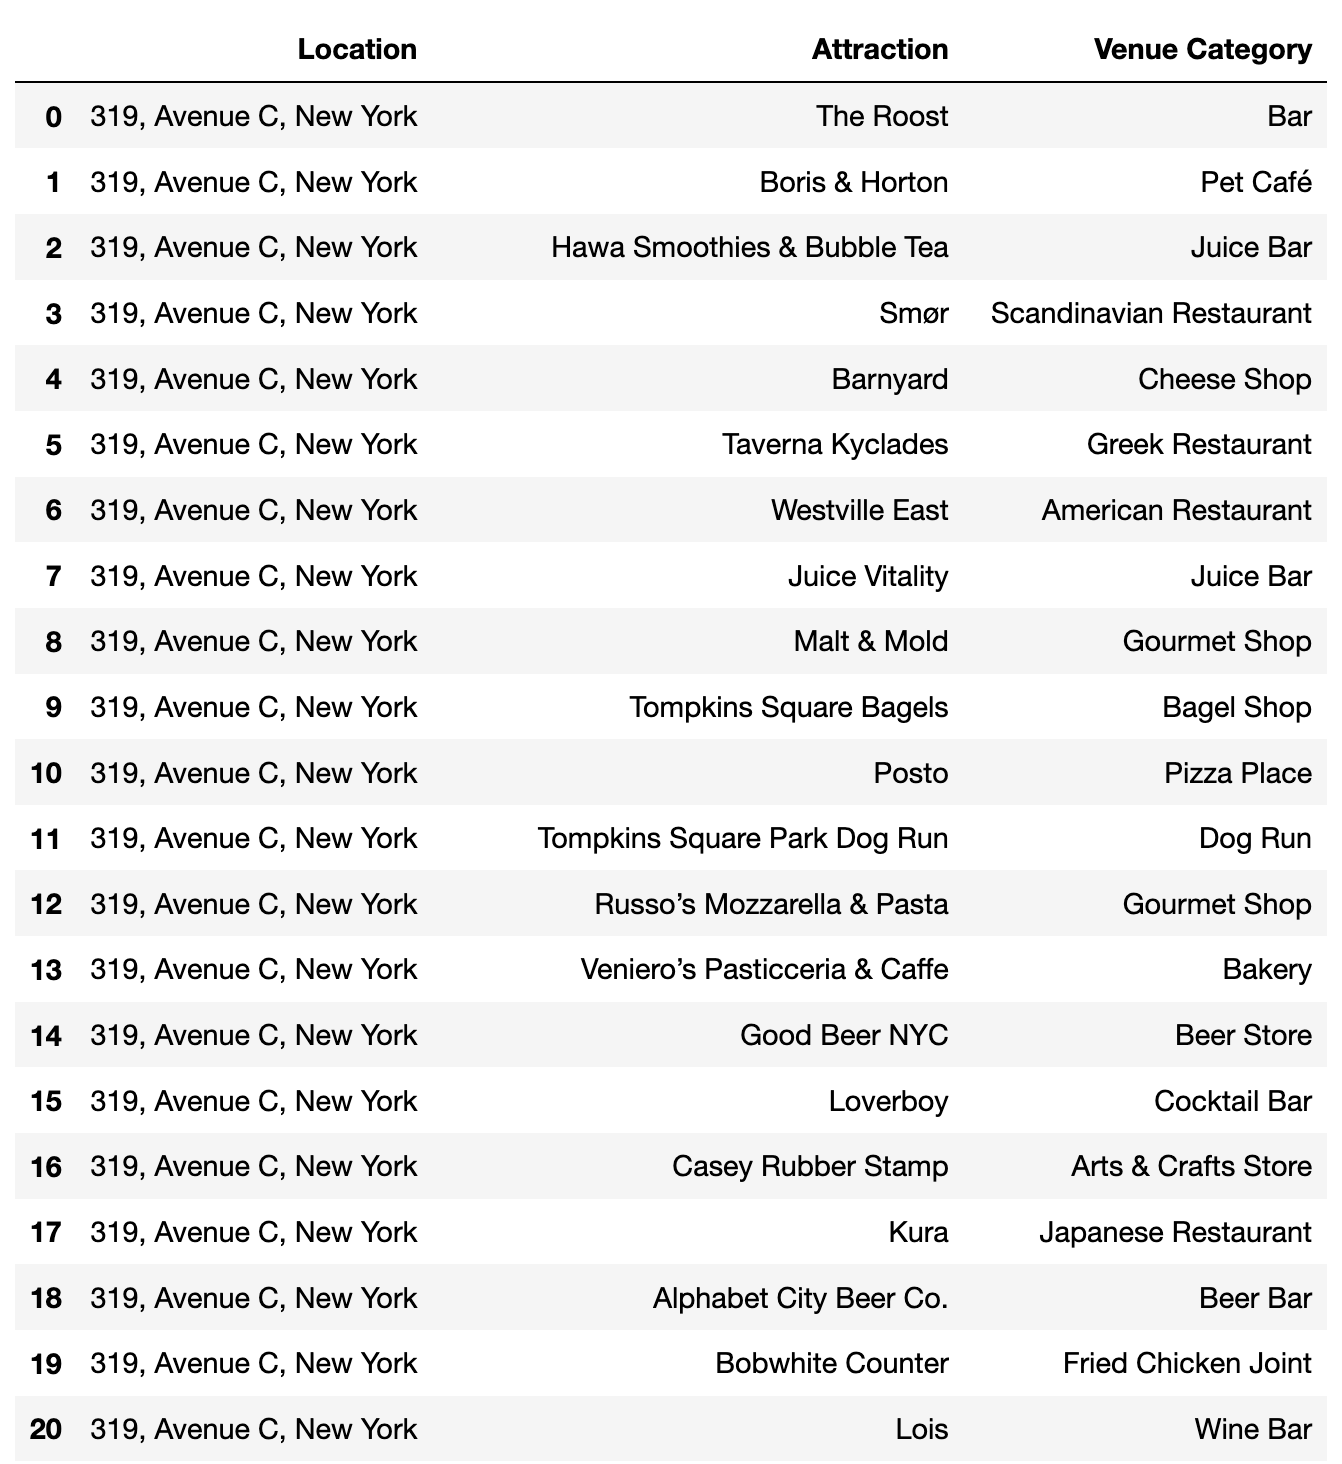 Location Attraction Venue Category
0 319, Avenue C, New York The Roost Bar
1 319, Avenue C, New York Boris & Horton Pet Café
2 319, Avenue C, New York Hawa Smoothies & Bubble Tea Juice Bar
3 319, Avenue C, New York Smør Scandinavian Restaurant
4 319, Avenue C, New York Barnyard Cheese Shop
5 319, Avenue C, New York Taverna Kyclades Greek Restaurant
6 319, Avenue C, New York Westville East American Restaurant
7 319, Avenue C, New York Juice Vitality Juice Bar
8 319, Avenue C, New York Malt & Mold Gourmet Shop
9 319, Avenue C, New York Tompkins Square Bagels Bagel Shop
10 319, Avenue C, New York Posto Pizza Place
11 319, Avenue C, New York Tompkins Square Park Dog Run Dog Run
12 319, Avenue C, New York Russo’s Mozzarella & Pasta Gourmet Shop
13 319, Avenue C, New York Veniero’s Pasticceria & Caffe Bakery
14 319, Avenue C, New York Good Beer NYC Beer Store
15 319, Avenue C, New York Loverboy Cocktail Bar
16 319, Avenue C, New York Casey Rubber Stamp Arts & Crafts Store
17 319, Avenue C, New York Kura Japanese Restaurant
18 319, Avenue C, New York Alphabet City Beer Co. Beer Bar
19 319, Avenue C, New York Bobwhite Counter Fried Chicken Joint
20 319, Avenue C, New York Lois Wine Bar